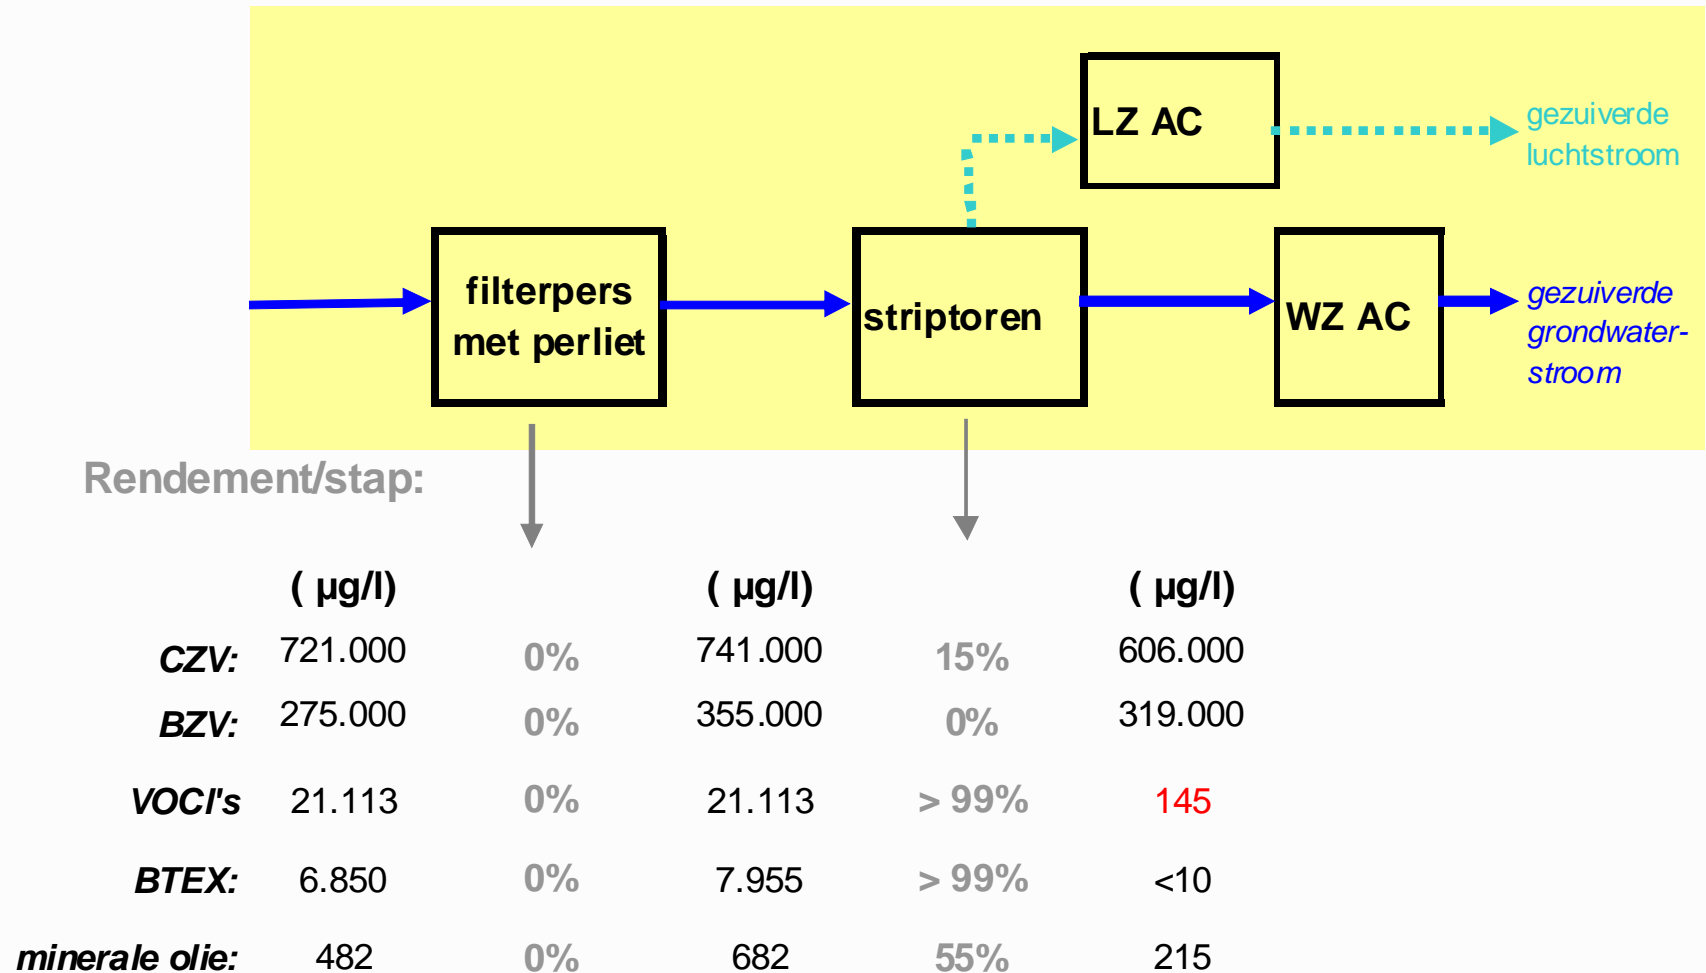 LZ AC
gezuiverde
luchtstroom
filterpers
met perliet
striptoren
WZ AC
gezuiverde
grondwater-
stroom
Rendement/stap:
( µg/l) ( µg/l) ( µg/l)
CZV: 721.000 0% 741.000 15% 606.000
BZV: 275.000 0% 355.000 0% 319.000
VOCl's 21.113 0% 21.113 > 99% 145
BTEX: 6.850 0% 7.955 > 99% <10
minerale olie: 482 0% 682 55% 215